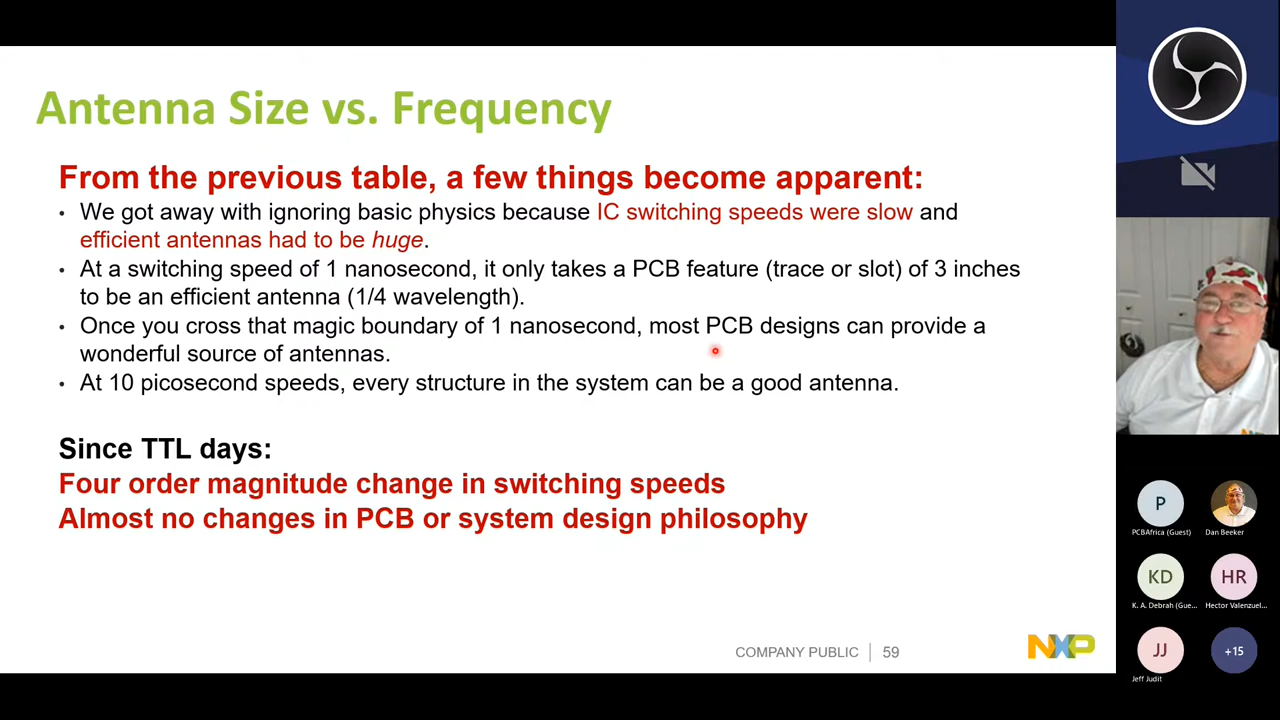 Antenna Size vs. Frequency
From the previous table, a few things become apparent:
• We got away with ignoring basic physics because IC switching speeds were slow and
efficient antennas had to be huge.
• At a switching speed of 1 nanosecond, it only takes a PCB feature (trace or slot) of 3 inches
to be an efficient antenna (1/4 wavelength).
• Once you cross that magic boundary of 1 nanosecond, most PCB designs can provide a
wonderful source of antennas.
• At 10 picosecond speeds, every structure in the system can be a good antenna.
Since TTL days:
Four order magnitude change in switching speeds
Almost no changes in PCB or system design philosophy
COMPANY PUBLIC | 59
NXP
P
PCBAfrica (Guest)
Dan Beeker
KD
K. A. Debrah (Gue...
HR
Hector Valenzuel...
JJ
Jeff Judit
+15